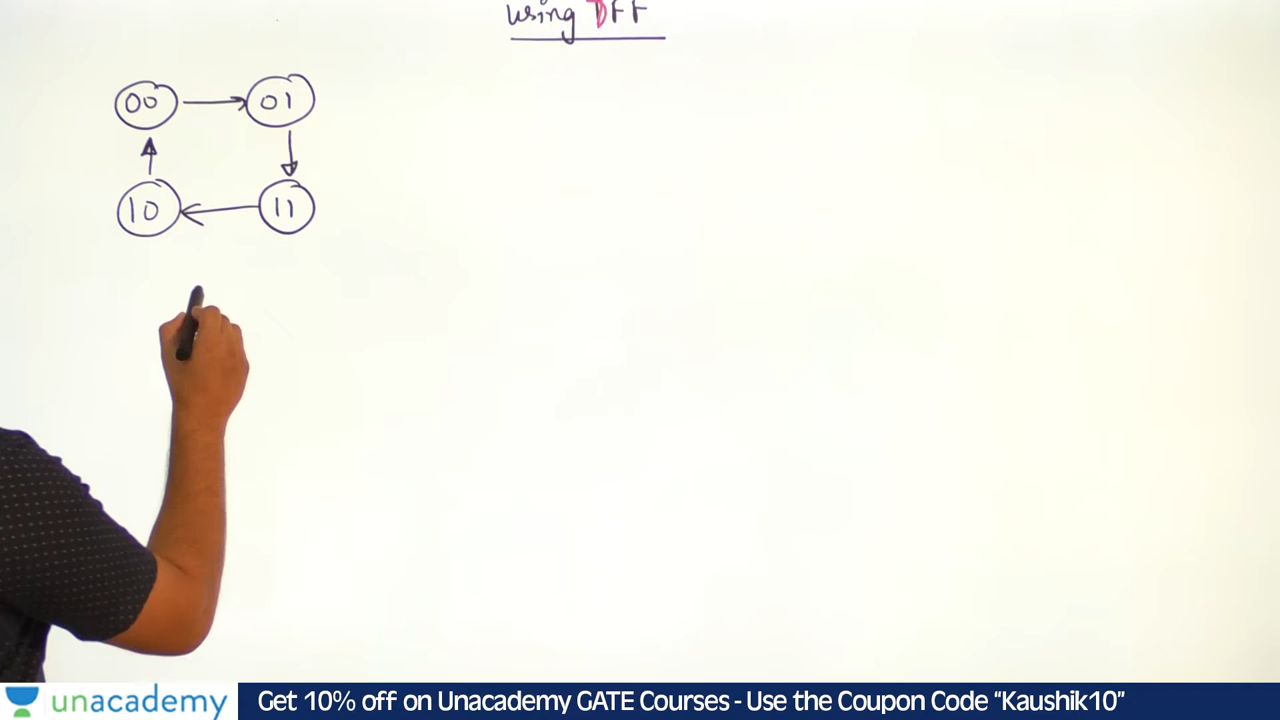 using DFF
00 01
10 11
unacademy
Get 10% off on Unacademy GATE Courses - Use the Coupon Code "Kaushik10"